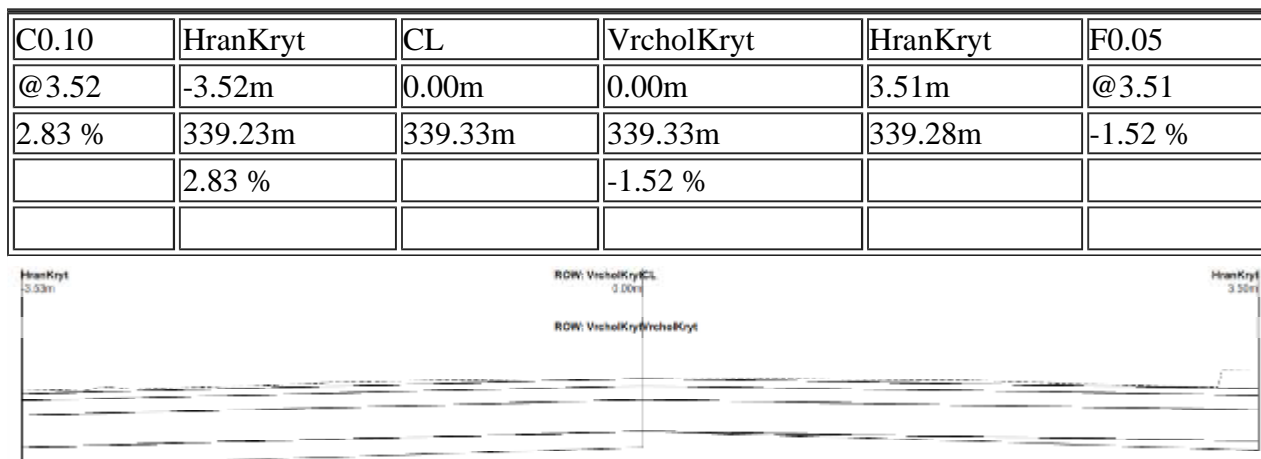 C0.10 HranKryt CL VrcholKryt HranKryt F0.05
@3.52 -3.52m 0.00m 0.00m 3.51m @3.51
2.83 % 339.23m 339.33m 339.33m 339.28m -1.52 %
2.83 % -1.52 %
HranKryt ROW: VrcholKrytCL HranKryt
-3.53m 0.00m 3.50m
ROW: VrcholKrytVrcholKryt